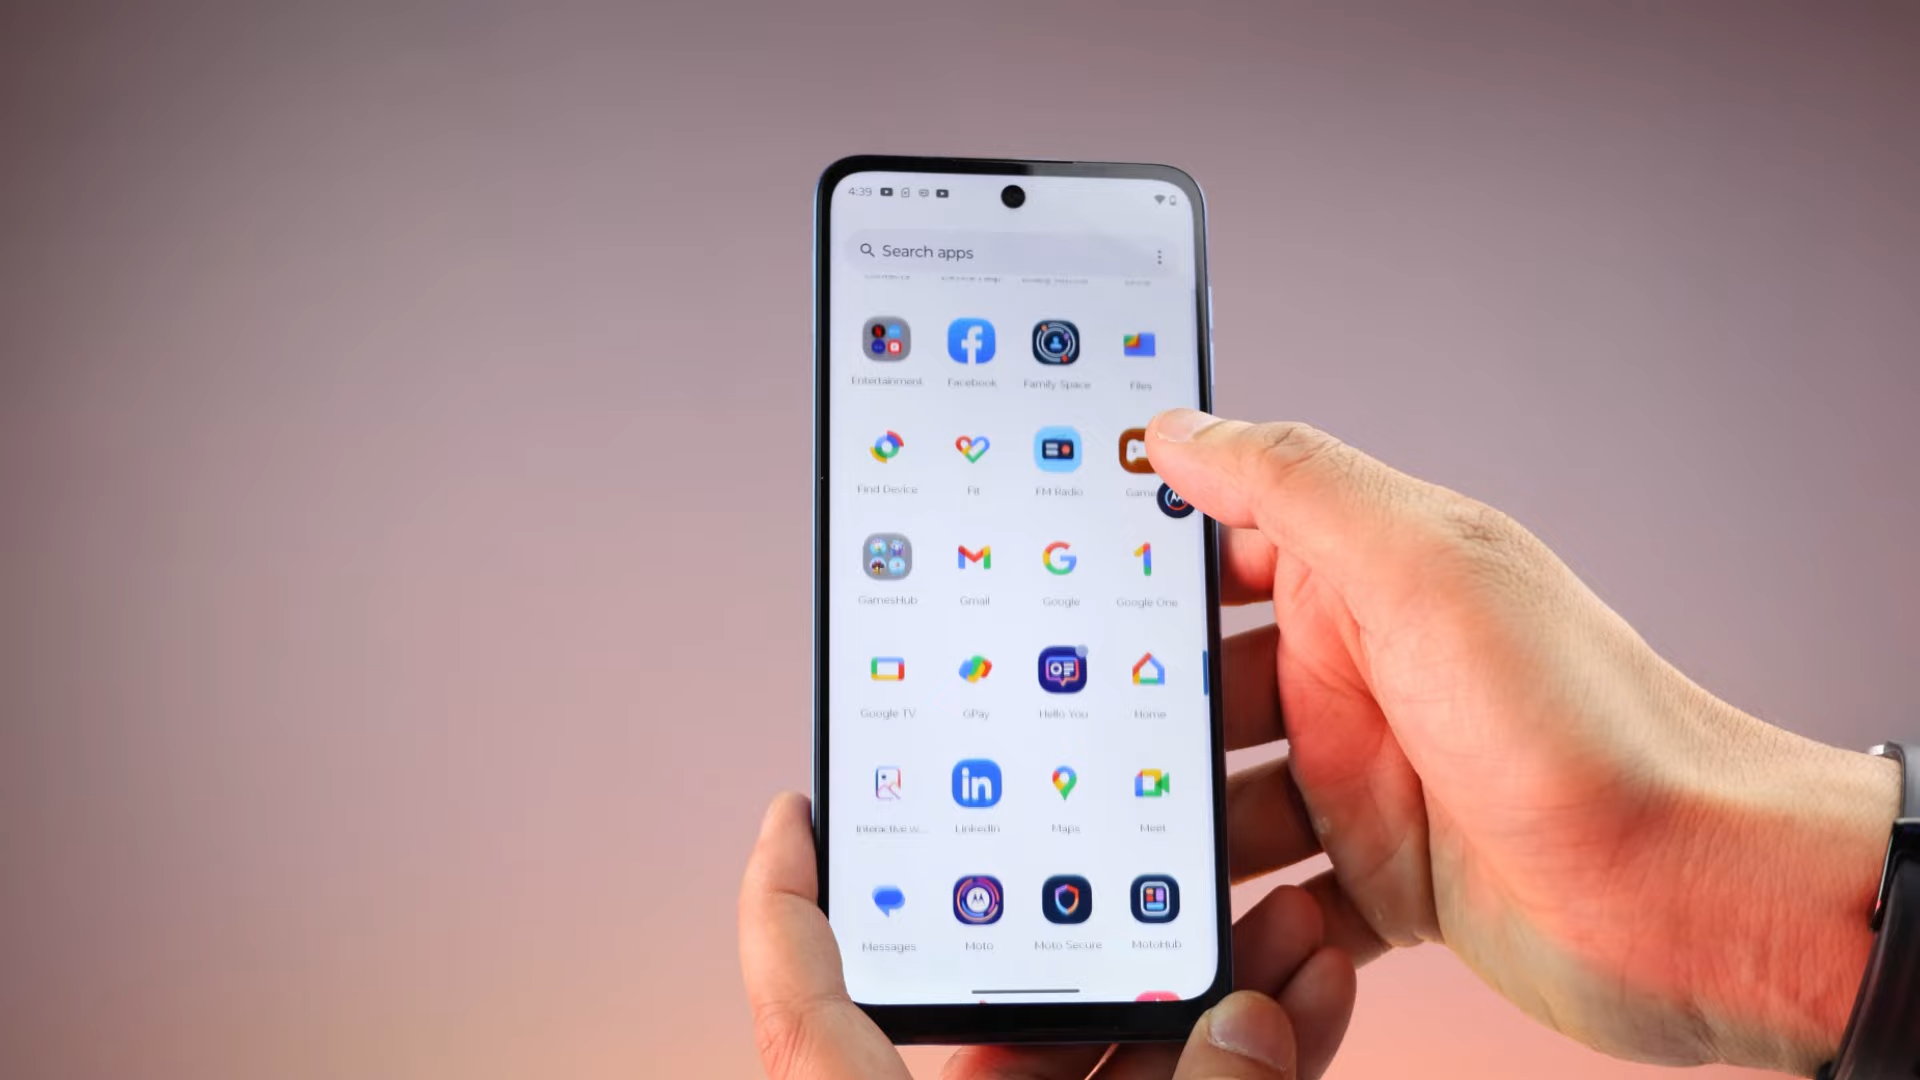 4:39
Search apps
Entertainment Facebook Family Space Files
Find Device Fit FM Radio Game
GamesHub Gmail Google Google One
Google TV GPay Hello You Home
Interactive w... LinkedIn Maps Meet
Messages Moto Moto Secure MotoHub